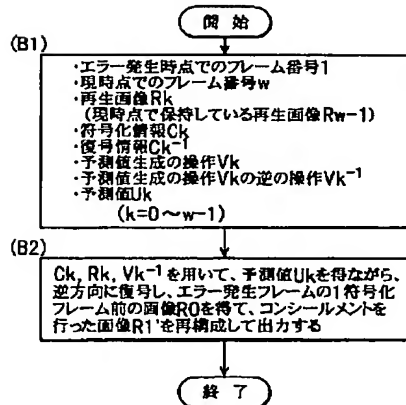 開始
(B1)
・エラー発生時点でのフレーム番号1
・現時点でのフレーム番号w
・再生画像Rk
(現時点で保持している再生画像Rw-1)
・符号化情報Ck
・復号情報Ck⁻¹
・予測値生成の操作Vk
・予測値生成の操作Vkの逆の操作Vk⁻¹
・予測値Uk
(k=0～w-1)
(B2)
Ck, Rk, Vk⁻¹ を用いて、予測値Ukを得ながら、
逆方向に復号し、エラー発生フレームの1符号化
フレーム前の画像R0を得て、コンシールメントを
行った画像R1'を再構成して出力する
終了